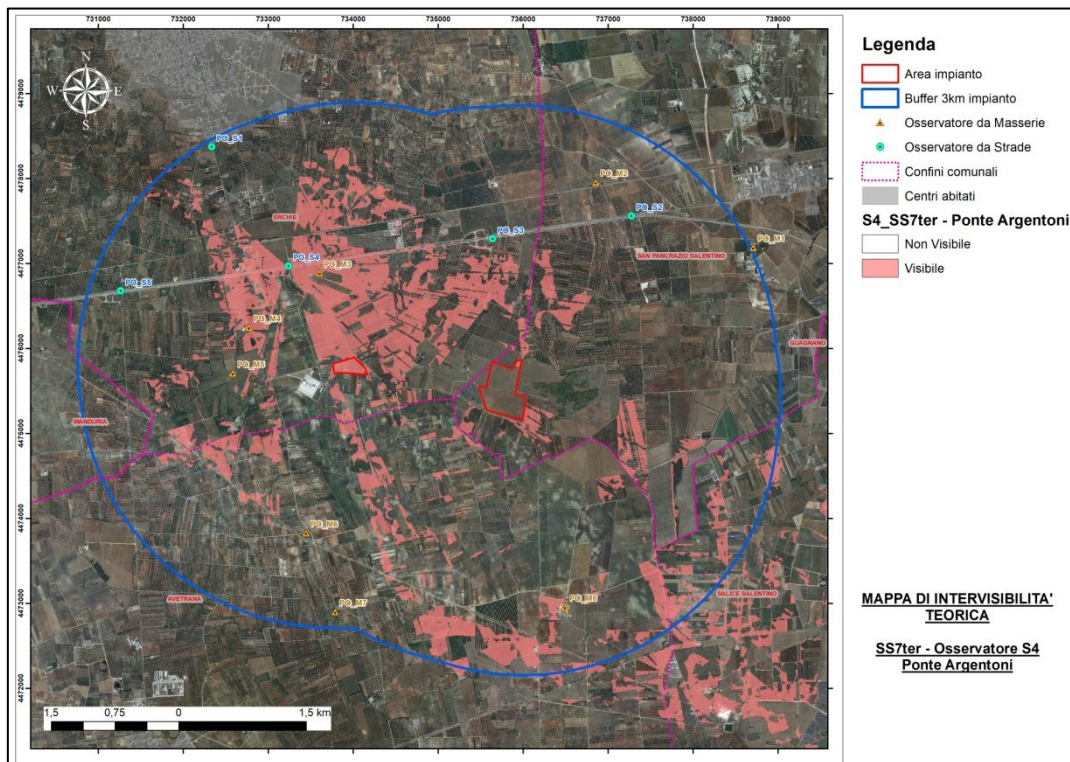 731000 732000 733000 734000 735000 736000 737000 738000 739000
4479000
4478000
4477000
4476000
4475000
4474000
4473000
4472000
N
W E
S
PO_S1
PO_M2
PO_S2
ERCHIE
PO_S3
PO_M1
SAN PANCRAZIO SALENTINO
PO_S4
PO_M3
PO_S5
PO_M4
GUAGNANO
PO_M5
MANDURIA
PO_M6
AVETRANA
PO_M7
PO_M8
SALICE SALENTINO
1,5 0,75 0 1,5 km
Legenda
Area impianto
Buffer 3km impianto
Osservatore da Masserie
Osservatore da Strade
Confini comunali
Centri abitati
S4_SS7ter - Ponte Argentoni
Non Visibile
Visibile
MAPPA DI INTERVISIBILITA'
TEORICA
SS7ter - Osservatore S4
Ponte Argentoni